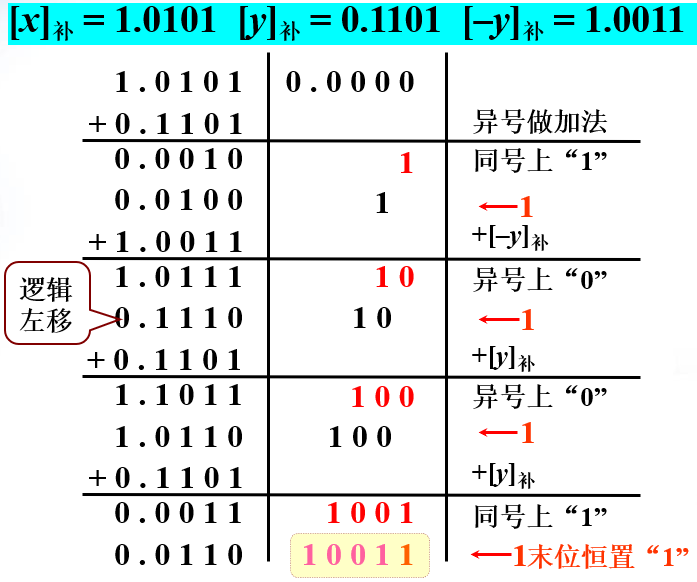 [x]补 = 1.0101 [y]补 = 0.1101 [–y]补 = 1.0011
1.0101 0.0000
+0.1101 异号做加法
0.0010 1 同号上“1”
0.0100 1 ←1
+1.0011 +[–y]补
1.0111 10 异号上“0”
逻辑
左移
0.1110 10 ←1
+0.1101 +[y]补
1.1011 100 异号上“0”
1.0110 100 ←1
+0.1101 +[y]补
0.0011 1001 同号上“1”
0.0110 10011 ←1末位恒置“1”